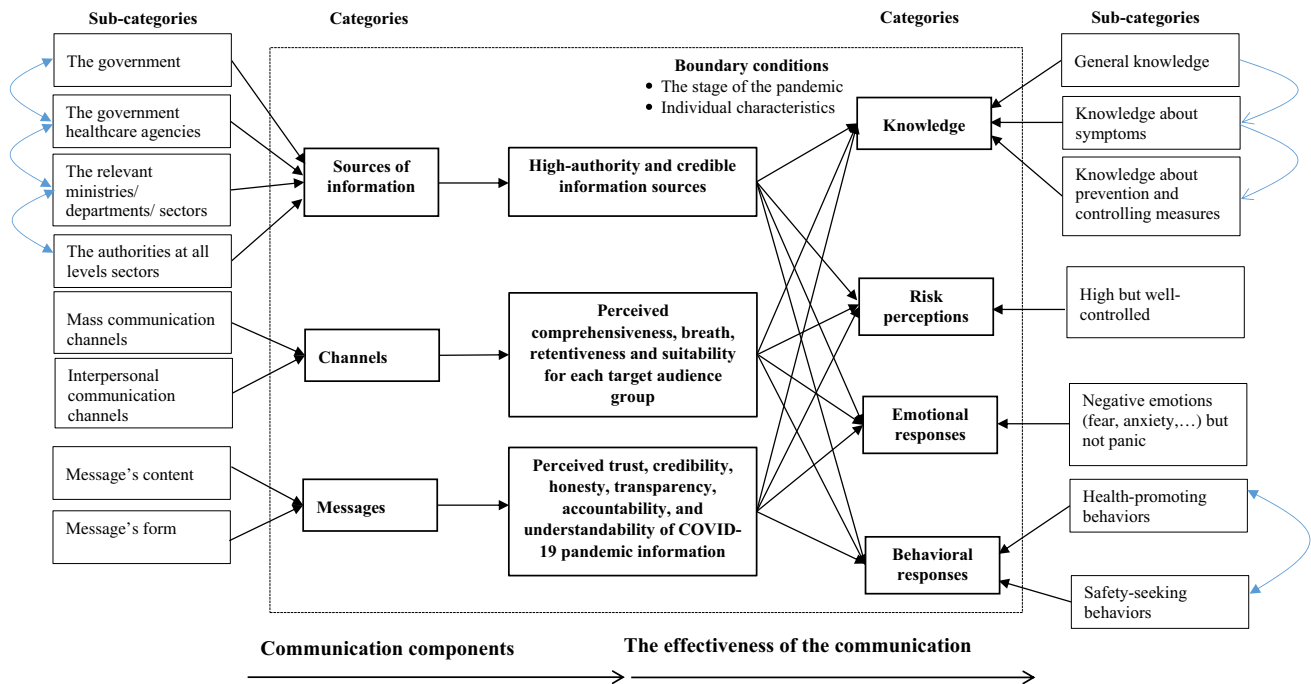 Sub-categories
Categories
Categories
Sub-categories
The government
The government
healthcare agencies
The relevant
ministries/
departments/ sectors
The authorities at all
levels sectors
Mass communication
channels
Interpersonal
communication
channels
Message’s content
Message’s form
Sources of
information
Channels
Messages
High-authority and credible
information sources
Perceived
comprehensiveness, breath,
retentiveness and suitability
for each target audience
group
Perceived trust, credibility,
honesty, transparency,
accountability, and
understandability of COVID-
19 pandemic information
Boundary conditions
• The stage of the pandemic
• Individual characteristics
Knowledge
Risk
perceptions
Emotional
responses
Behavioral
responses
General knowledge
Knowledge about
symptoms
Knowledge about
prevention and
controlling measures
High but well-
controlled
Negative emotions
(fear, anxiety,…) but
not panic
Health-promoting
behaviors
Safety-seeking
behaviors
Communication components
The effectiveness of the communication